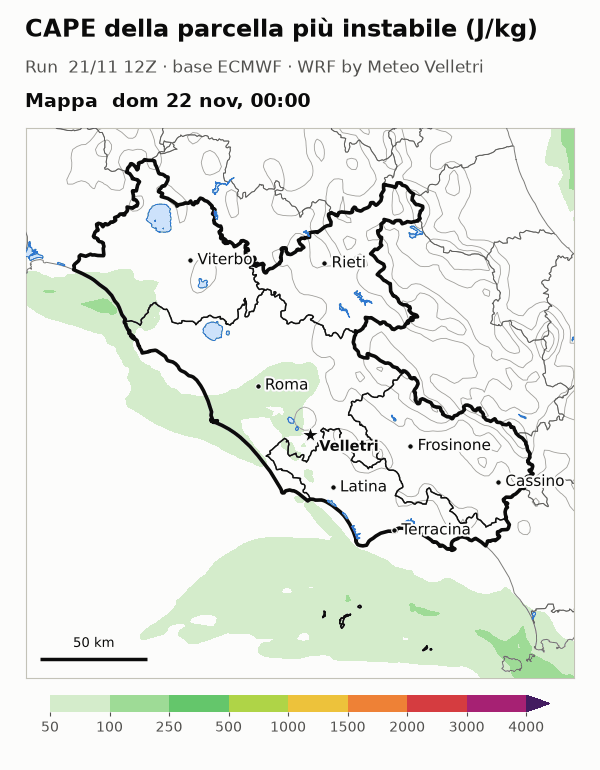 CAPE della parcella più instabile (J/kg)
Run  21/11 12Z · base ECMWF · WRF by Meteo Velletri
Mappa  dom 22 nov, 00:00
Viterbo
Rieti
Roma
Velletri
Frosinone
Cassino
Latina
Terracina
50 km
50 100 250 500 1000 1500 2000 3000 4000